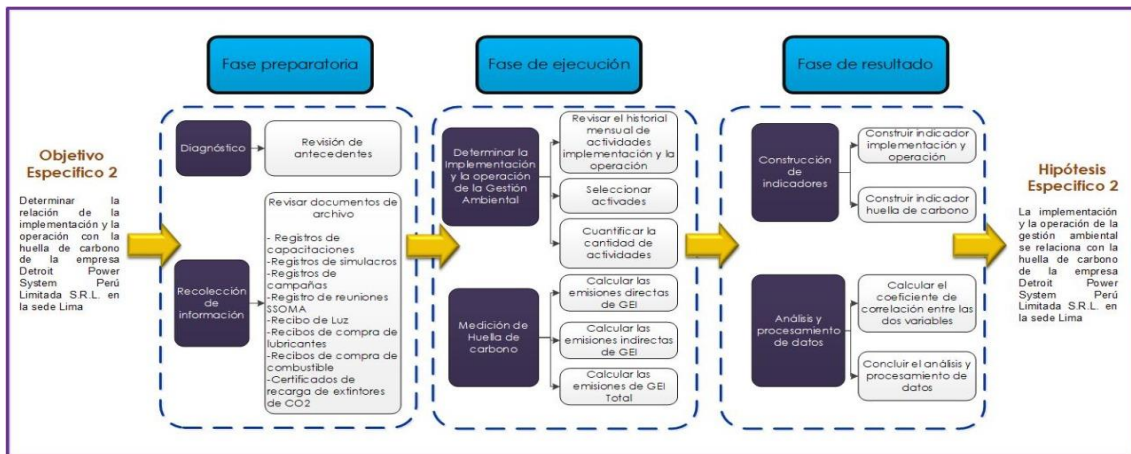 Fase preparatoria
Fase de ejecución
Fase de resultado
Objetivo
Especifico 2
Determinar la
relación de la
implementación y la
operación con la
huella de carbono
de la empresa
Detroit Power
System Perú
Limitada S.R.L. en
la sede Lima
Diagnóstico
Revisión de
antecedentes
Recolección
de
información
Revisar documentos de
archivo
- Registros de
capacitaciones
-Registros de simulacros
-Registros de
campañas
-Registro de reuniones
SSOMA
-Recibo de Luz
-Recibos de compra de
lubricantes
-Recibos de compra de
combustible
-Certificados de
recarga de extintores
de CO2
Determinar la
Implementación
y la operación
de la Gestión
Ambiental
Revisar el historial
mensual de
actividades
implementación y la
operación
Seleccionar
activades
Cuantificar la
cantidad de
actividades
Medición de
Huella de
carbono
Calcular las
emisiones directas
de GEI
Calcular las
emisiones indirectas
de GEI
Calcular las
emisiones de GEI
Total
Construcción
de
indicadores
Construir indicador
implementación y
operación
Construir indicador
huella de carbono
Análisis y
procesamiento
de datos
Calcular el
coeficiente de
correlación entre las
dos variables
Concluir el análisis y
procesamiento de
datos
Hipótesis
Especifico 2
La implementación
y la operación de la
gestión ambiental
se relaciona con la
huella de carbono
de la empresa
Detroit Power
System Perú
Limitada S.R.L. en
la sede Lima